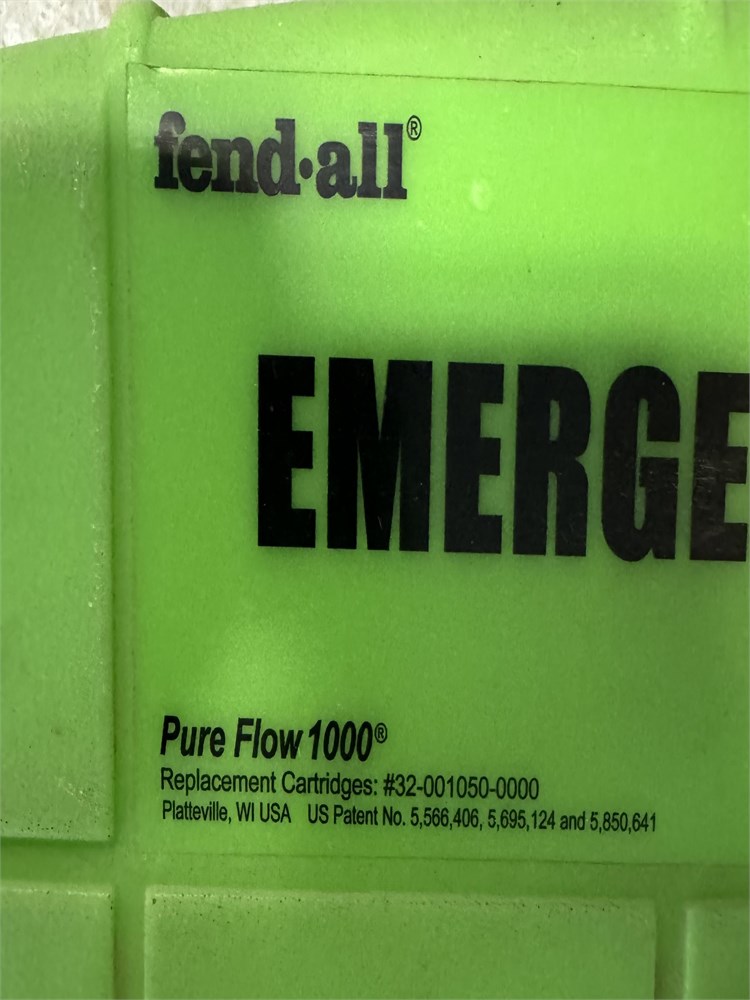 fend·all®
EMERGE
Pure Flow 1000®
Replacement Cartridges: #32-001050-0000
Platteville, WI USA US Patent No. 5,566,406, 5,695,124 and 5,850,641